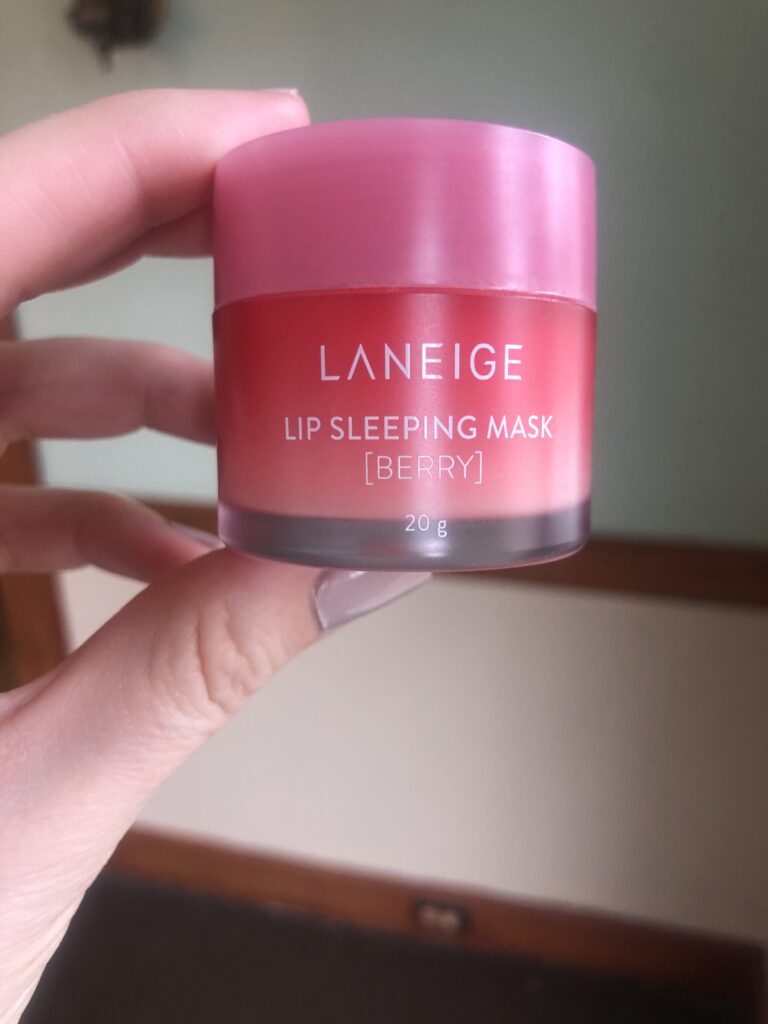 LANEIGE
LIP SLEEPING MASK
[BERRY]
20 g